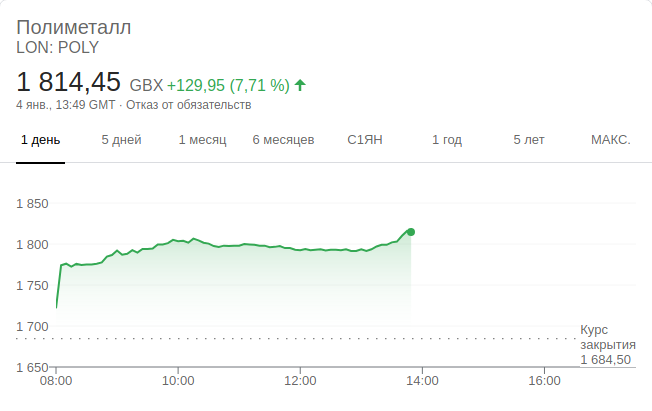 Полиметалл
LON: POLY
1 814,45 GBX +129,95 (7,71 %)
4 янв., 13:49 GMT · Отказ от обязательств
1 день 5 дней 1 месяц 6 месяцев С1ЯН 1 год 5 лет МАКС.
1 850
1 800
1 750
1 700
Курс
закрытия
1 684,50
1 650
08:00 10:00 12:00 14:00 16:00